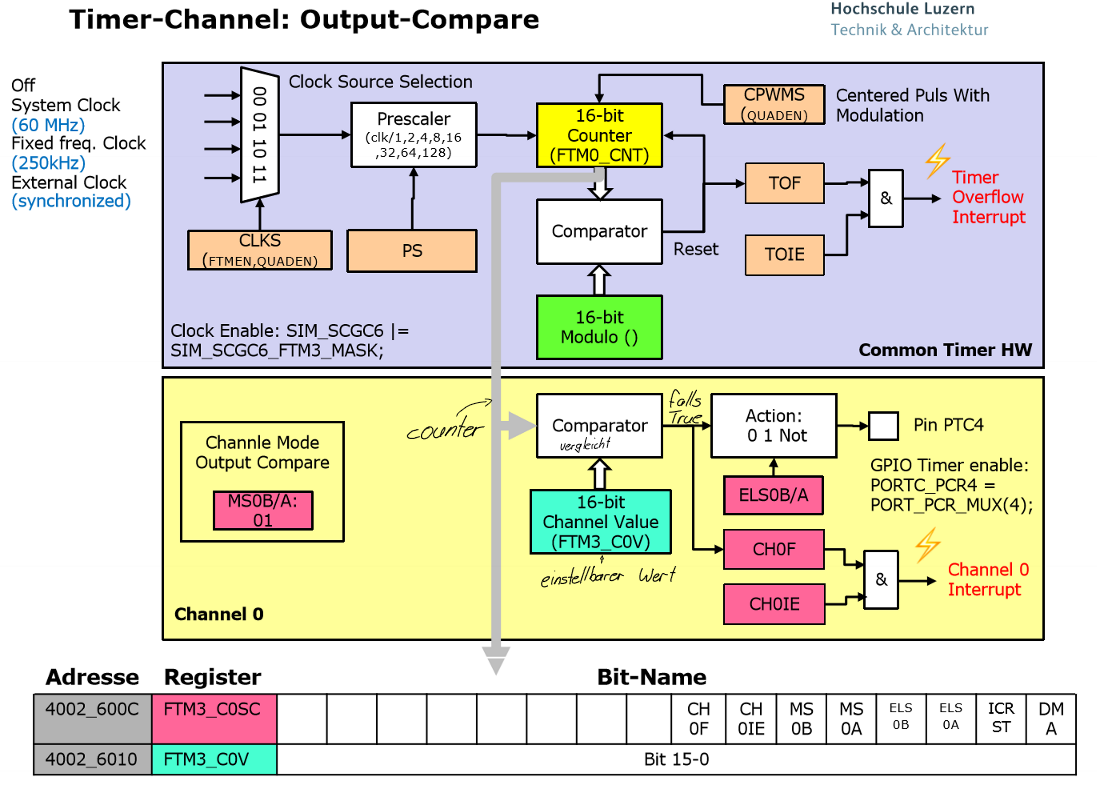 Timer-Channel: Output-Compare
Hochschule Luzern
Technik & Architektur
Off
System Clock
(60 MHz)
Fixed freq. Clock
(250kHz)
External Clock
(synchronized)
00 01 10 11
Clock Source Selection
Prescaler
(clk/1,2,4,8,16
,32,64,128)
16-bit
Counter
(FTM0_CNT)
CPWMS
(QUADEN)
Centered Puls With
Modulation
TOF
TOIE
&
Timer
Overflow
Interrupt
CLKS
(FTMEN,QUADEN)
PS
Comparator
Reset
16-bit
Modulo ()
Clock Enable: SIM_SCGC6 |=
SIM_SCGC6_FTM3_MASK;
Common Timer HW
Channle Mode
Output Compare
MS0B/A:
01
counter
Comparator
vergleicht
falls
True
Action:
0 1 Not
Pin PTC4
GPIO Timer enable:
PORTC_PCR4 =
PORT_PCR_MUX(4);
ELS0B/A
16-bit
Channel Value
(FTM3_C0V)
einstellbarer Wert
CH0F
CH0IE
&
Channel 0
Interrupt
Channel 0
Adresse Register Bit-Name
4002_600C FTM3_C0SC CH 0F CH 0IE MS 0B MS 0A ELS 0B ELS 0A ICR ST DM A
4002_6010 FTM3_C0V Bit 15-0